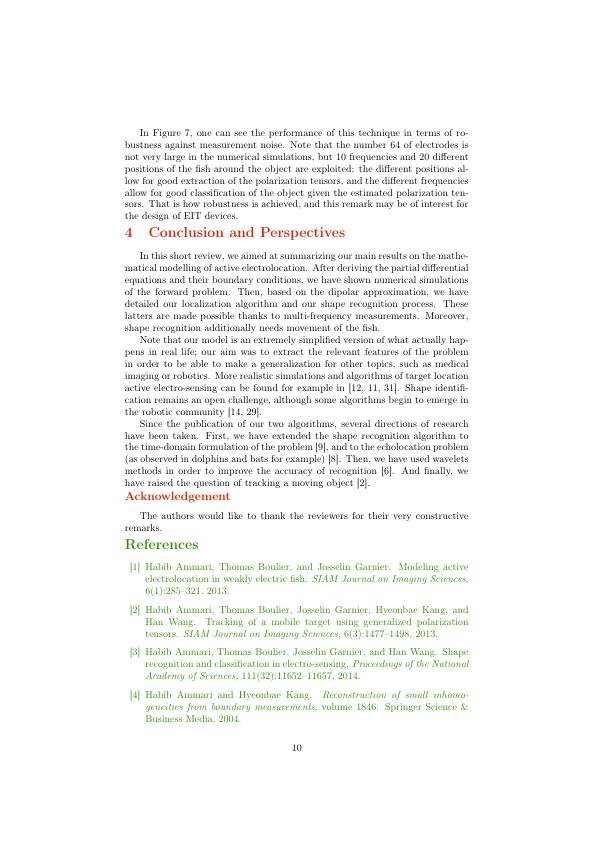 In Figure 7, one can see the performance of this technique in terms of ro-
bustness against measurement noise. Note that the number 64 of electrodes is
not very large in the numerical simulations, but 10 frequencies and 20 different
positions of the fish around the object are exploited: the different positions al-
low for good extraction of the polarization tensors, and the different frequencies
allow for good classification of the object given the estimated polarization ten-
sors. That is how robustness is achieved, and this remark may be of interest for
the design of EIT devices.
4 Conclusion and Perspectives
In this short review, we aimed at summarizing our main results on the mathe-
matical modelling of active electrolocation. After deriving the partial differential
equations and their boundary conditions, we have shown numerical simulations
of the forward problem. Then, based on the dipolar approximation, we have
detailed our localization algorithm and our shape recognition process. These
latters are made possible thanks to multi-frequency measurements. Moreover,
shape recognition additionally needs movement of the fish.
Note that our model is an extremely simplified version of what actually hap-
pens in real life; our aim was to extract the relevant features of the problem
in order to be able to make a generalization for other topics, such as medical
imaging or robotics. More realistic simulations and algorithms of target location
active electro-sensing can be found for example in [12, 11, 31]. Shape identifi-
cation remains an open challenge, although some algorithms begin to emerge in
the robotic community [14, 29].
Since the publication of our two algorithms, several directions of research
have been taken. First, we have extended the shape recognition algorithm to
the time-domain formulation of the problem [9], and to the echolocation problem
(as observed in dolphins and bats for example) [8]. Then, we have used wavelets
methods in order to improve the accuracy of recognition [6]. And finally, we
have raised the question of tracking a moving object [2].
Acknowledgement
The authors would like to thank the reviewers for their very constructive
remarks.
References
[1] Habib Ammari, Thomas Boulier, and Josselin Garnier. Modeling active
electrolocation in weakly electric fish. SIAM Journal on Imaging Sciences,
6(1):285–321, 2013.
[2] Habib Ammari, Thomas Boulier, Josselin Garnier, Hyeonbae Kang, and
Han Wang. Tracking of a mobile target using generalized polarization
tensors. SIAM Journal on Imaging Sciences, 6(3):1477–1498, 2013.
[3] Habib Ammari, Thomas Boulier, Josselin Garnier, and Han Wang. Shape
recognition and classification in electro-sensing. Proceedings of the National
Academy of Sciences, 111(32):11652–11657, 2014.
[4] Habib Ammari and Hyeonbae Kang. Reconstruction of small inhomo-
geneities from boundary measurements, volume 1846. Springer Science &
Business Media, 2004.
10